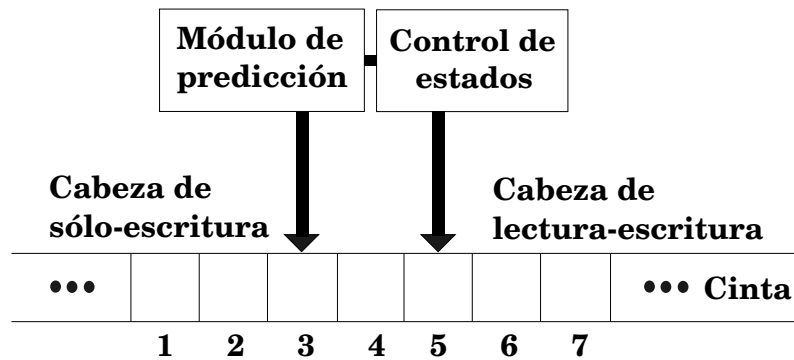 Módulo de
predicción
Control de
estados
Cabeza de
sólo-escritura
Cabeza de
lectura-escritura
••• ••• Cinta
1 2 3 4 5 6 7